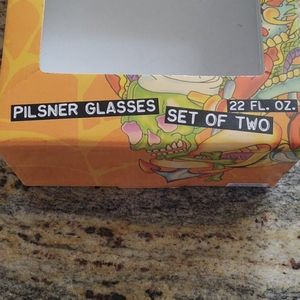 PILSNER GLASSES
SET OF TWO
22 FL. OZ.